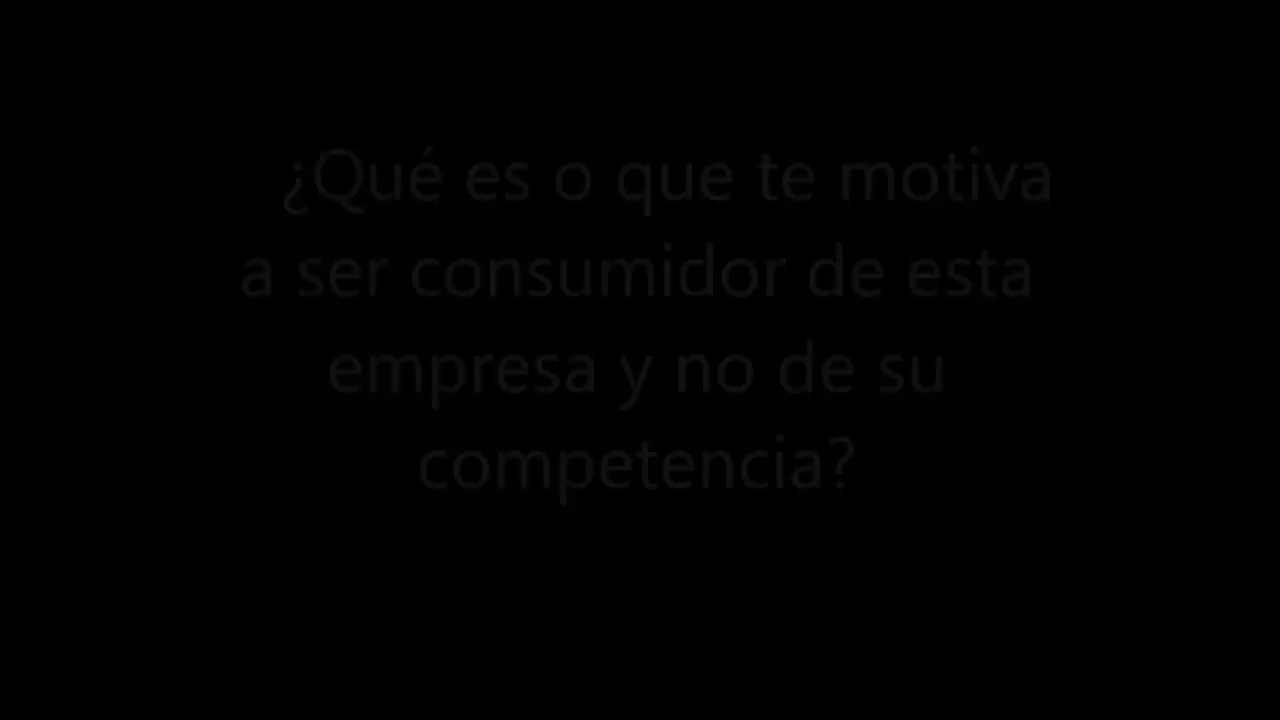 ¿Qué es o que te motiva
a ser consumidor de esta
empresa y no de su
competencia?